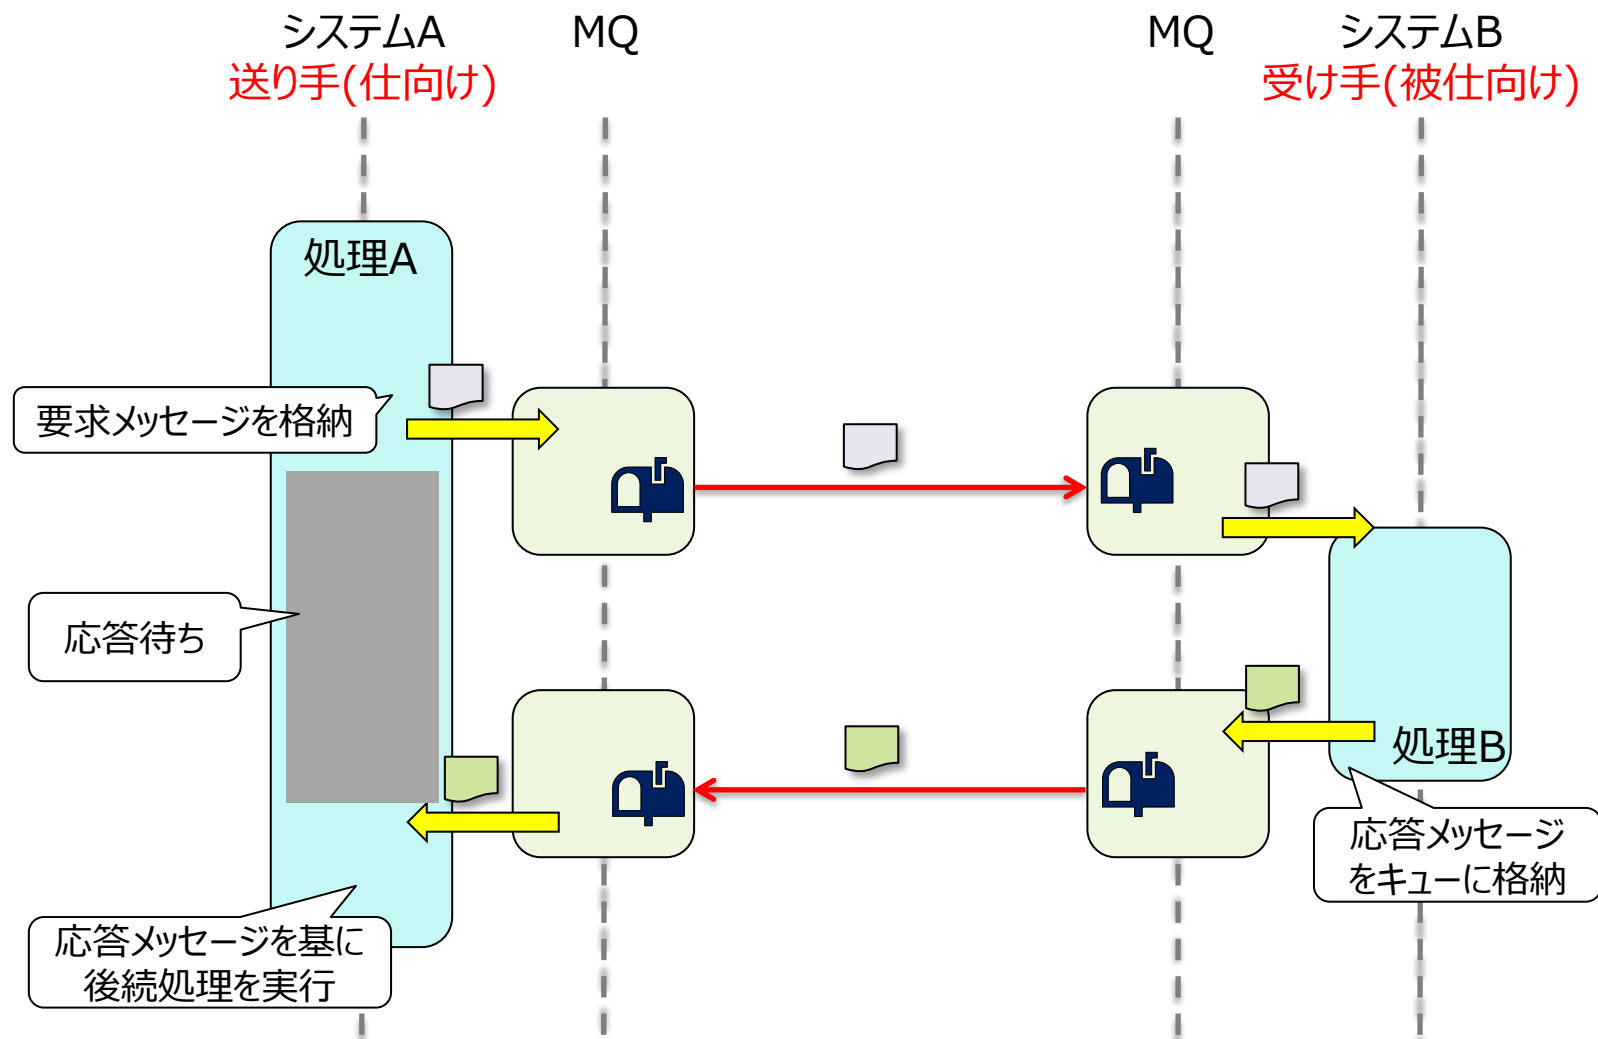 システムA
送り手(仕向け)
MQ
MQ
システムB
受け手(被仕向け)
処理A
要求メッセージを格納
応答待ち
処理B
応答メッセージ
をキューに格納
応答メッセージを基に
後続処理を実行